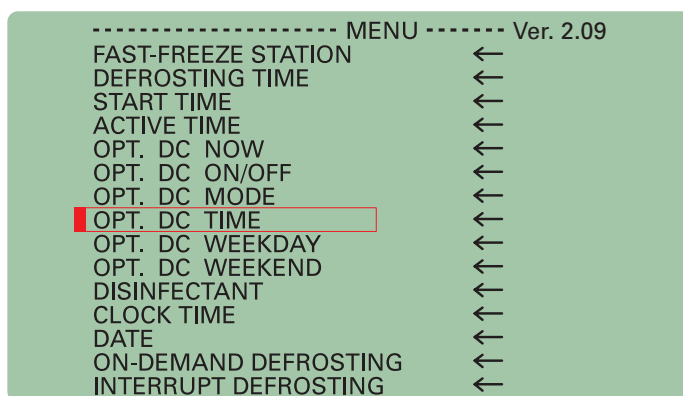 --------------------- MENU ------- Ver. 2.09
FAST-FREEZE STATION ←
DEFROSTING TIME ←
START TIME ←
ACTIVE TIME ←
OPT. DC NOW ←
OPT. DC ON/OFF ←
OPT. DC MODE ←
OPT. DC TIME ←
OPT. DC WEEKDAY ←
OPT. DC WEEKEND ←
DISINFECTANT ←
CLOCK TIME ←
DATE ←
ON-DEMAND DEFROSTING ←
INTERRUPT DEFROSTING ←